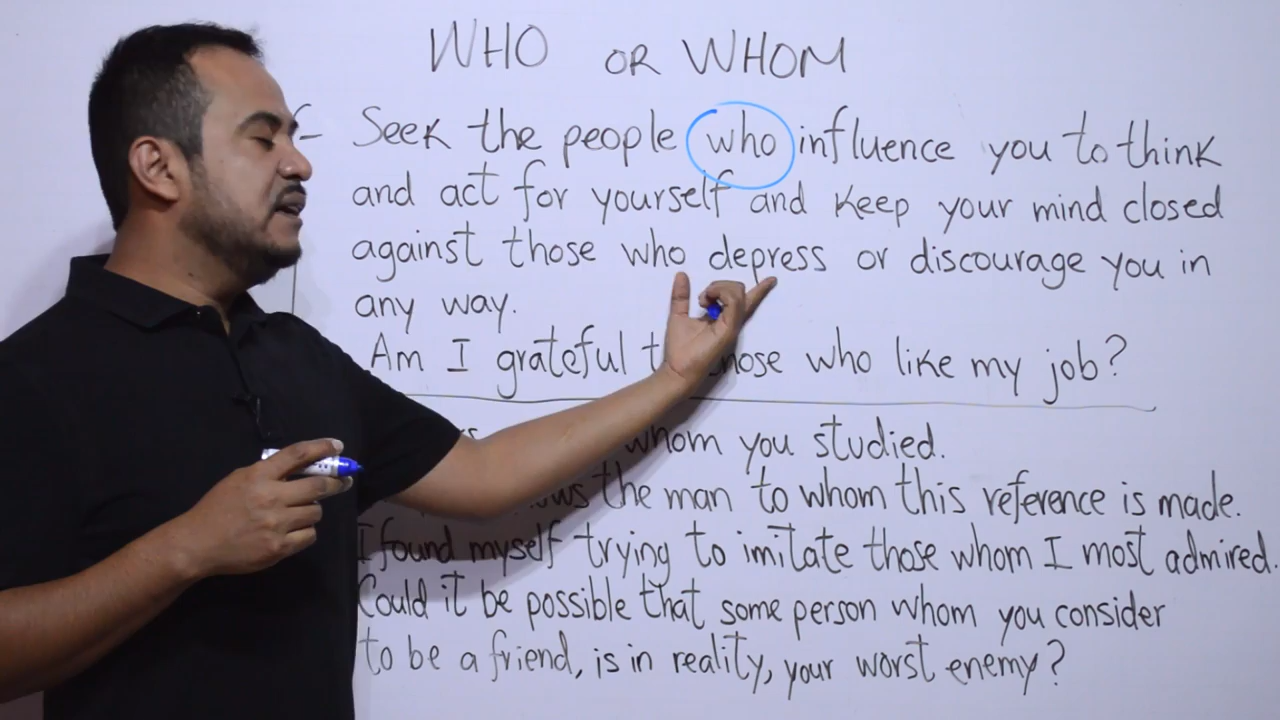 WHO OR WHOM
- Seek the people who influence you to think
and act for yourself and keep your mind closed
against those who depress or discourage you in
any way.
Am I grateful those who like my job?
whom you studied.
the man to whom this reference is made.
I found myself trying to imitate those whom I most admired.
Could it be possible that some person whom you consider
to be a friend, is in reality, your worst enemy?